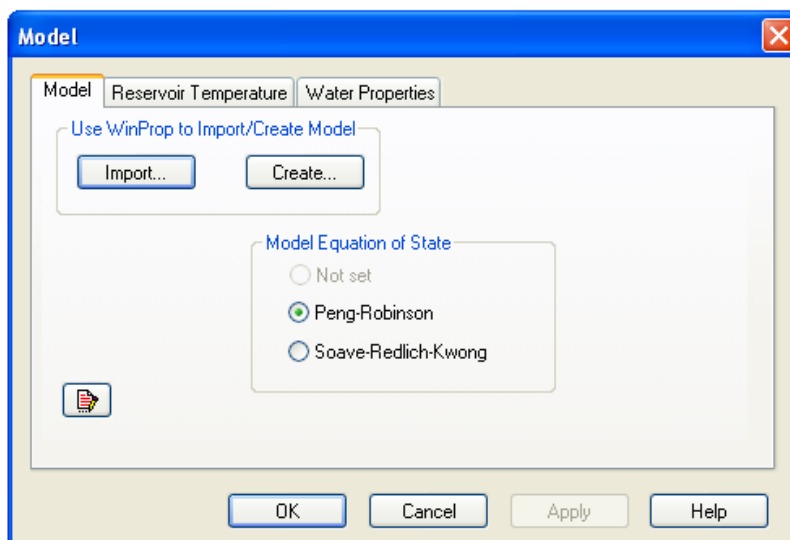 Model
Model Reservoir Temperature Water Properties
Use WinProp to Import/Create Model
Import... Create...
Model Equation of State
Not set
Peng-Robinson
Soave-Redlich-Kwong
OK Cancel Apply Help